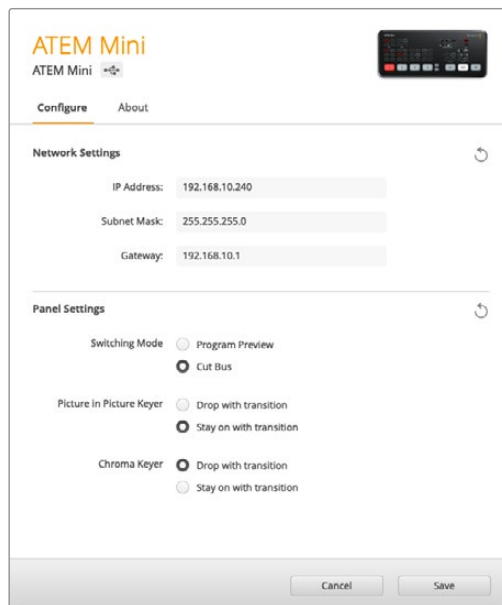 ATEM Mini
ATEM Mini
Configure About
Network Settings
IP Address: 192.168.10.240
Subnet Mask: 255.255.255.0
Gateway: 192.168.10.1
Panel Settings
Switching Mode Program Preview
Cut Bus
Picture in Picture Keyer Drop with transition
Stay on with transition
Chroma Keyer Drop with transition
Stay on with transition
Cancel Save